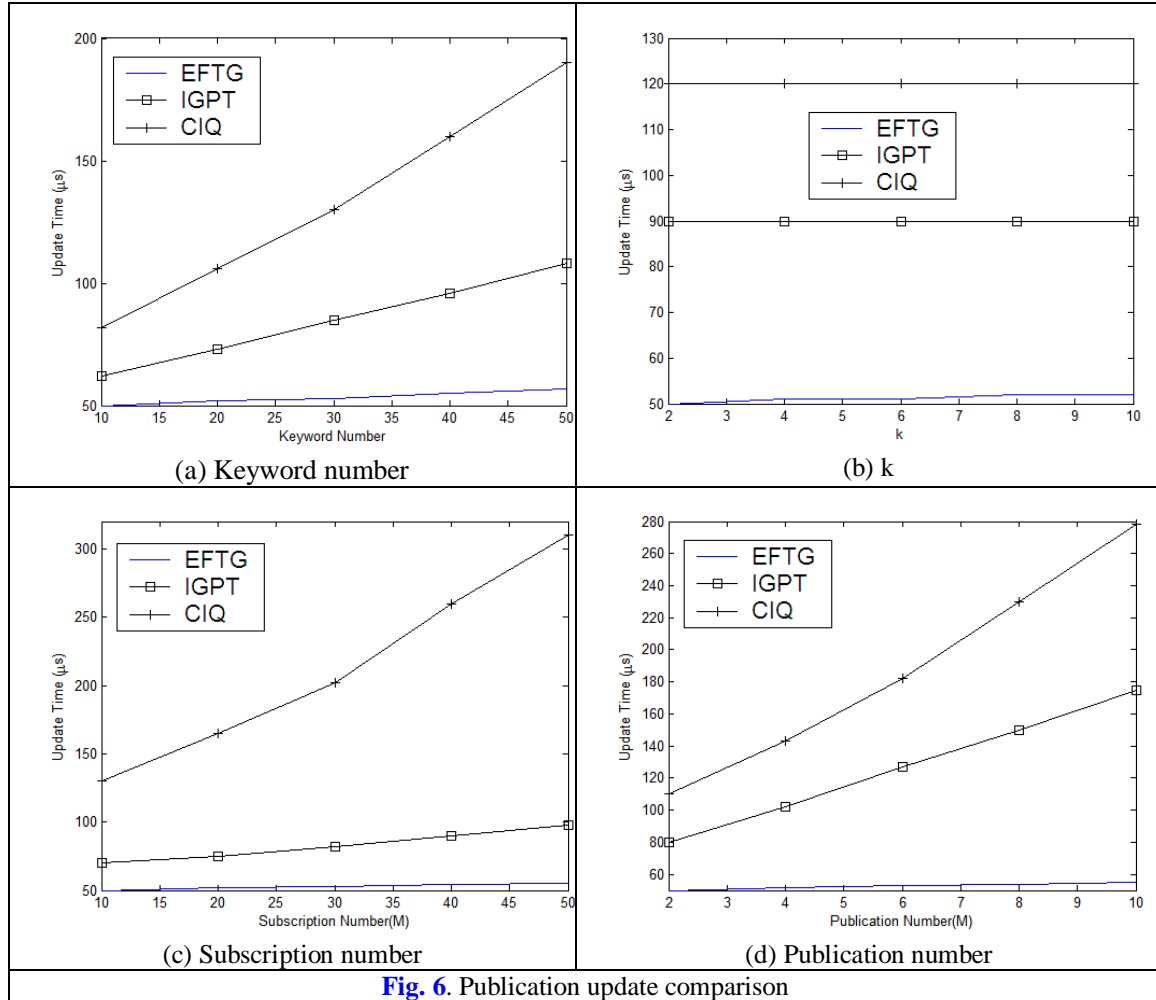 200
150
100
50
Update Time (μs)
EFTG
IGPT
CIQ
10 15 20 25 30 35 40 45 50
Keyword Number
(a) Keyword number
130
120
110
100
90
80
70
60
50
Update Time (μs)
EFTG
IGPT
CIQ
2 3 4 5 6 7 8 9 10
k
(b) k
300
250
200
150
100
50
Update Time (μs)
EFTG
IGPT
CIQ
10 15 20 25 30 35 40 45 50
Subscription Number(M)
(c) Subscription number
280
260
240
220
200
180
160
140
120
100
80
60
Update Time (μs)
EFTG
IGPT
CIQ
2 3 4 5 6 7 8 9 10
Publication Number(M)
(d) Publication number
Fig. 6. Publication update comparison